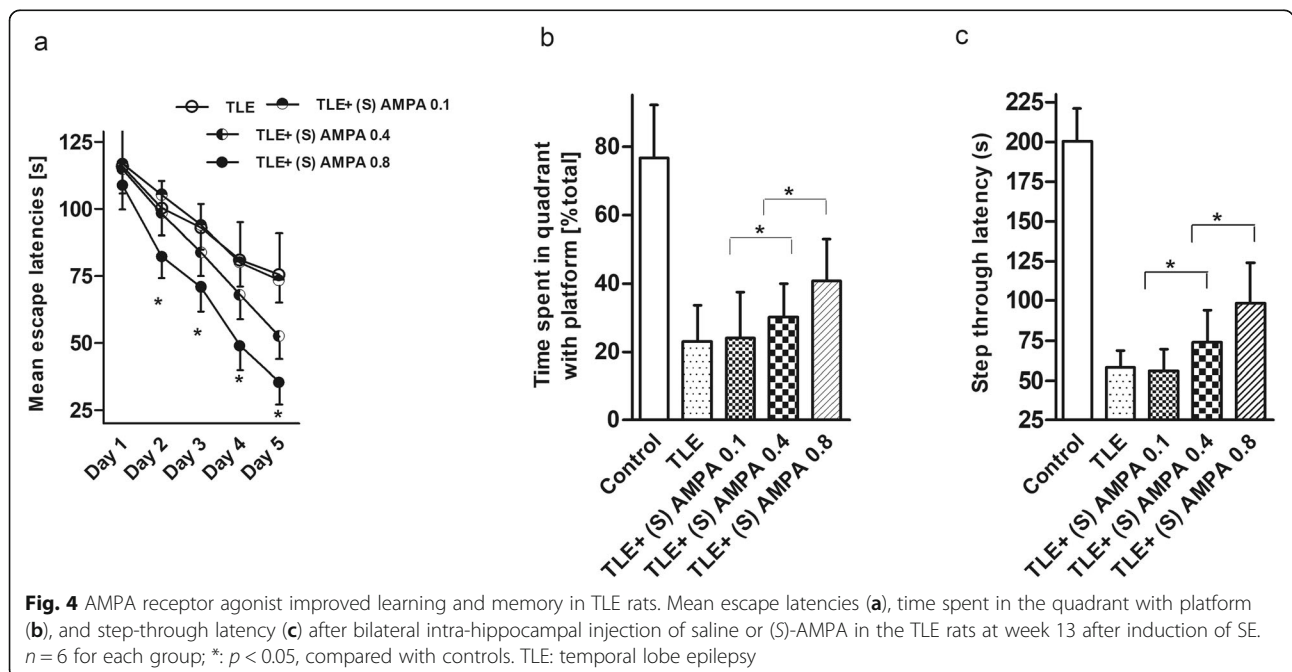 a
TLE TLE+ (S) AMPA 0.1
TLE+ (S) AMPA 0.4
TLE+ (S) AMPA 0.8
Mean escape latencies [s]
125
100
75
50
25
*
*
*
*
Day 1 Day 2 Day 3 Day 4 Day 5
b
Time spent in quadrant
with platform [%total]
80
60
40
20
0
*
*
Control
TLE
TLE+ (S) AMPA 0.1
TLE+ (S) AMPA 0.4
TLE+ (S) AMPA 0.8
c
Step through latency (s)
225
200
175
150
125
100
75
50
25
*
*
Control
TLE
TLE+ (S) AMPA 0.1
TLE+ (S) AMPA 0.4
TLE+ (S) AMPA 0.8
Fig. 4 AMPA receptor agonist improved learning and memory in TLE rats. Mean escape latencies (a), time spent in the quadrant with platform
(b), and step-through latency (c) after bilateral intra-hippocampal injection of saline or (S)-AMPA in the TLE rats at week 13 after induction of SE.
n = 6 for each group; *: p < 0.05, compared with controls. TLE: temporal lobe epilepsy